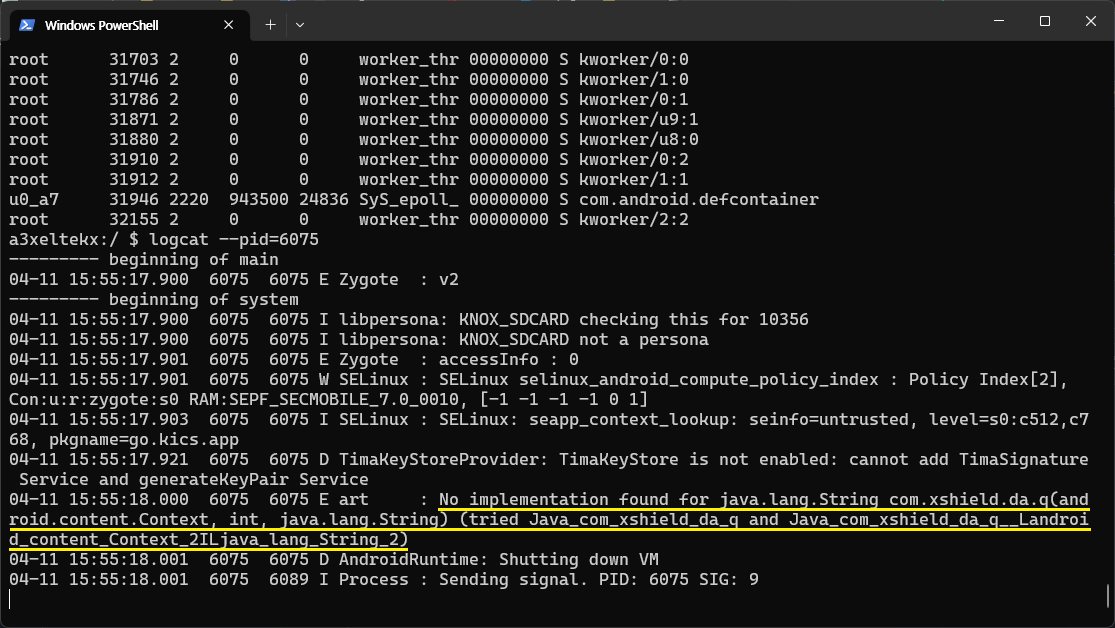 Windows PowerShell
root      31703 2     0      0     worker_thr 00000000 S kworker/0:0
root      31746 2     0      0     worker_thr 00000000 S kworker/1:0
root      31786 2     0      0     worker_thr 00000000 S kworker/0:1
root      31871 2     0      0     worker_thr 00000000 S kworker/u9:1
root      31880 2     0      0     worker_thr 00000000 S kworker/u8:0
root      31910 2     0      0     worker_thr 00000000 S kworker/0:2
root      31912 2     0      0     worker_thr 00000000 S kworker/1:1
u0_a7     31946 2220  943500 24836 SyS_epoll_ 00000000 S com.android.defcontainer
root      32155 2     0      0     worker_thr 00000000 S kworker/2:2
a3xeltekx:/ $ logcat --pid=6075
--------- beginning of main
04-11 15:55:17.900  6075  6075 E Zygote  : v2
--------- beginning of system
04-11 15:55:17.900  6075  6075 I libpersona: KNOX_SDCARD checking this for 10356
04-11 15:55:17.900  6075  6075 I libpersona: KNOX_SDCARD not a persona
04-11 15:55:17.901  6075  6075 E Zygote  : accessInfo : 0
04-11 15:55:17.901  6075  6075 W SELinux : SELinux selinux_android_compute_policy_index : Policy Index[2],
Con:u:r:zygote:s0 RAM:SEPF_SECMOBILE_7.0_0010, [-1 -1 -1 -1 0 1]
04-11 15:55:17.903  6075  6075 I SELinux : SELinux: seapp_context_lookup: seinfo=untrusted, level=s0:c512,c7
68, pkgname=go.kics.app
04-11 15:55:17.921  6075  6075 D TimaKeyStoreProvider: TimaKeyStore is not enabled: cannot add TimaSignature
 Service and generateKeyPair Service
04-11 15:55:18.000  6075  6075 E art     : No implementation found for java.lang.String com.xshield.da.q(and
roid.content.Context, int, java.lang.String) (tried Java_com_xshield_da_q and Java_com_xshield_da_q__Landroi
d_content_Context_2ILjava_lang_String_2)
04-11 15:55:18.001  6075  6075 D AndroidRuntime: Shutting down VM
04-11 15:55:18.001  6075  6089 I Process : Sending signal. PID: 6075 SIG: 9